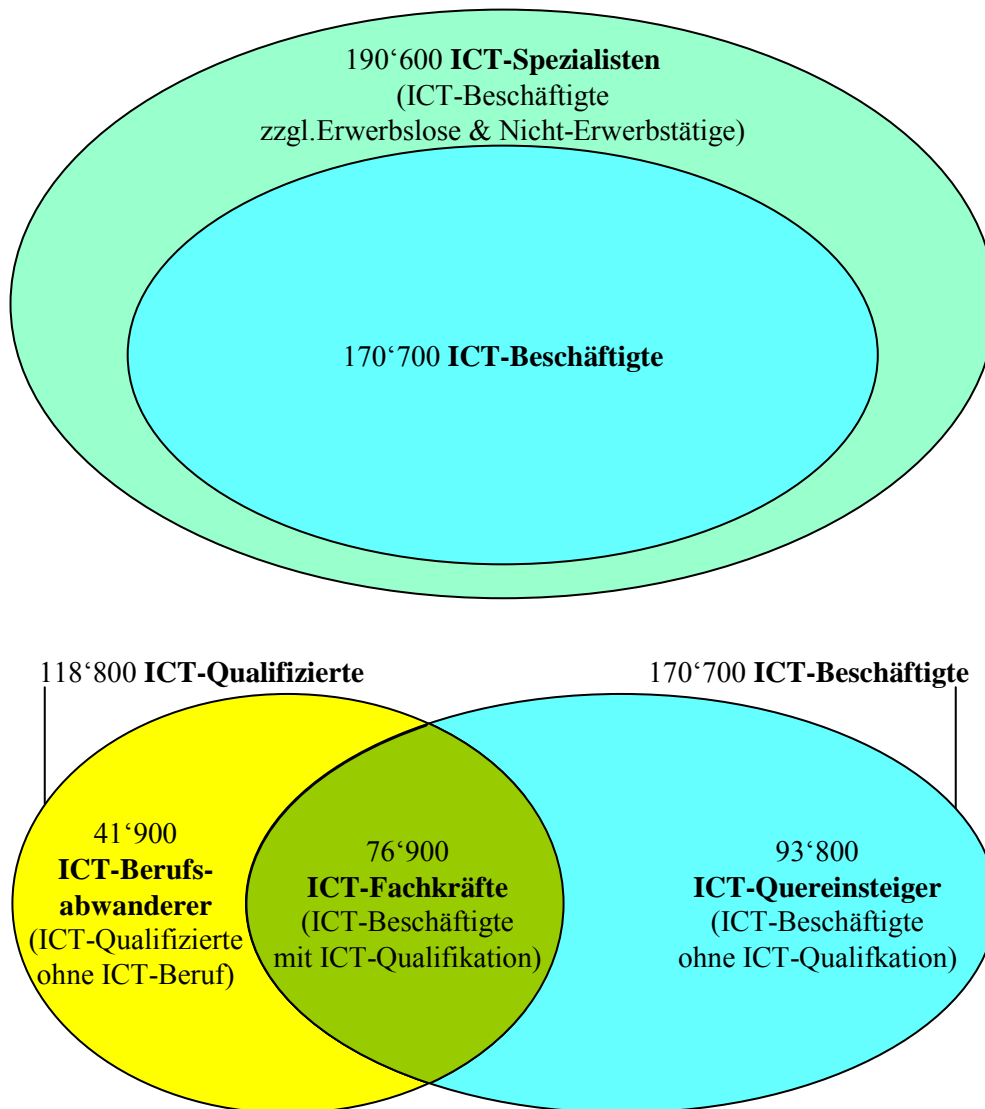 190‘600 ICT-Spezialisten
(ICT-Beschäftigte
zzgl.Erwerbslose & Nicht-Erwerbstätige)
170‘700 ICT-Beschäftigte
118‘800 ICT-Qualifizierte
170‘700 ICT-Beschäftigte
41‘900
ICT-Berufs-
abwanderer
(ICT-Qualifizierte
ohne ICT-Beruf)
76‘900
ICT-Fachkräfte
(ICT-Beschäftigte
mit ICT-Qualifikation)
93‘800
ICT-Quereinsteiger
(ICT-Beschäftigte
ohne ICT-Qualifkation)